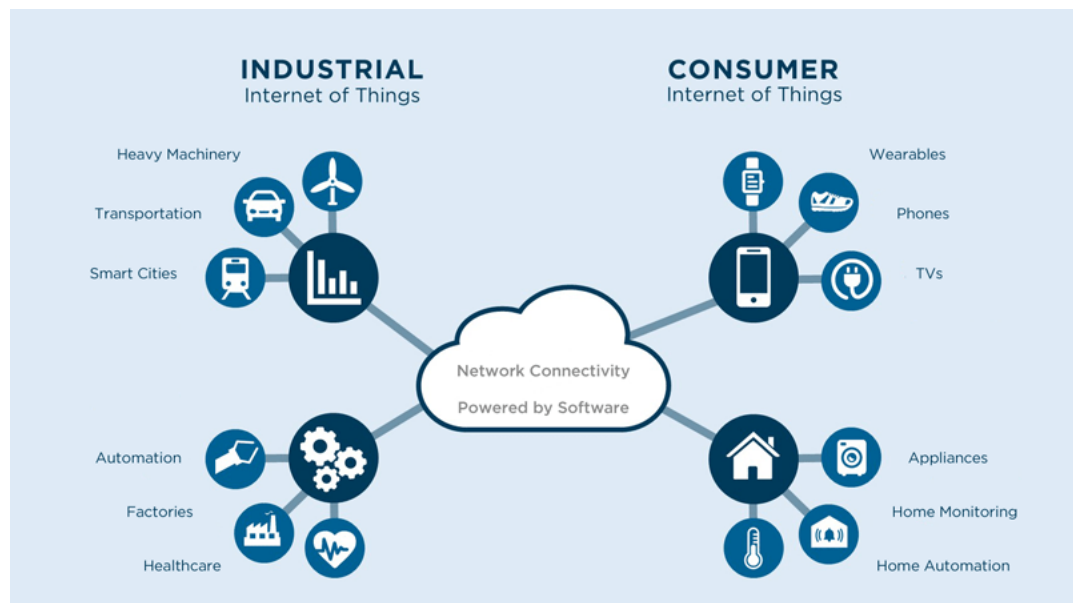 INDUSTRIAL
Internet of Things
CONSUMER
Internet of Things
Heavy Machinery
Transportation
Smart Cities
Wearables
Phones
TVs
Network Connectivity
Powered by Software
Automation
Factories
Healthcare
Appliances
Home Monitoring
Home Automation